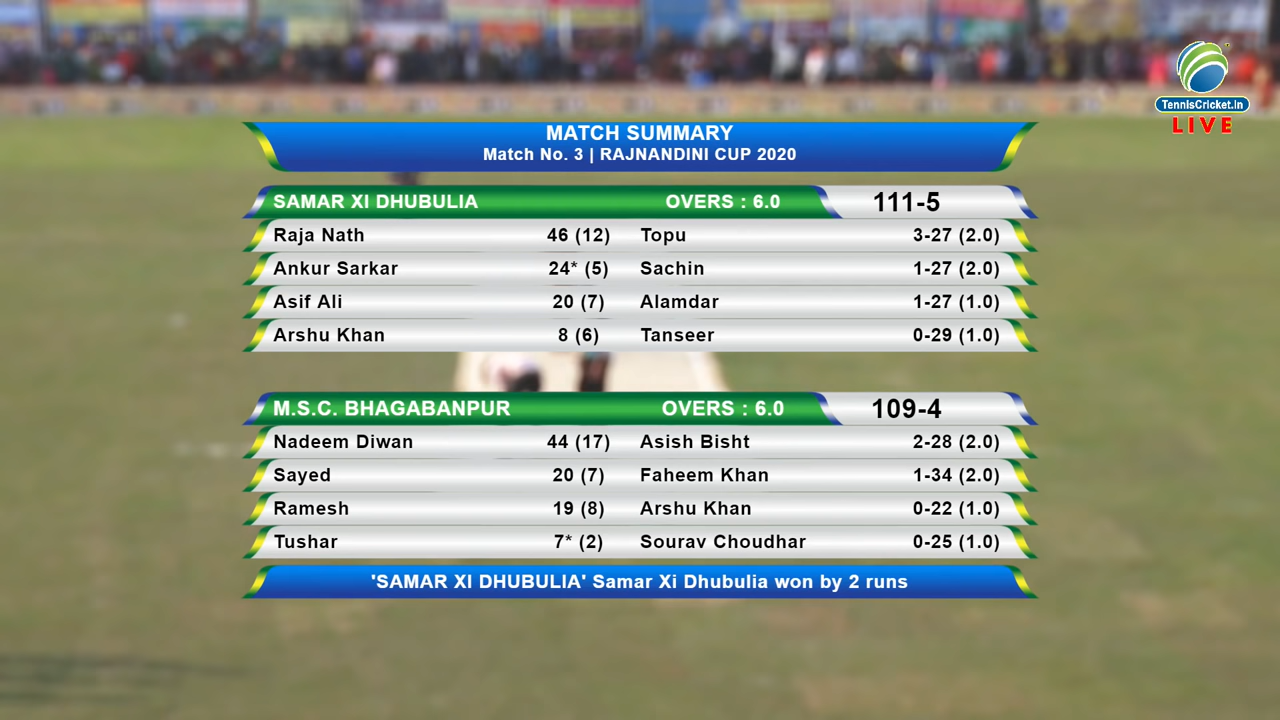 TennisCricket.in
LIVE
MATCH SUMMARY
Match No. 3 | RAJNANDINI CUP 2020
SAMAR XI DHUBULIA OVERS : 6.0 111-5
Raja Nath 46 (12) Topu 3-27 (2.0)
Ankur Sarkar 24* (5) Sachin 1-27 (2.0)
Asif Ali 20 (7) Alamdar 1-27 (1.0)
Arshu Khan 8 (6) Tanseer 0-29 (1.0)
M.S.C. BHAGABANPUR OVERS : 6.0 109-4
Nadeem Diwan 44 (17) Asish Bisht 2-28 (2.0)
Sayed 20 (7) Faheem Khan 1-34 (2.0)
Ramesh 19 (8) Arshu Khan 0-22 (1.0)
Tushar 7* (2) Sourav Choudhar 0-25 (1.0)
'SAMAR XI DHUBULIA' Samar Xi Dhubulia won by 2 runs